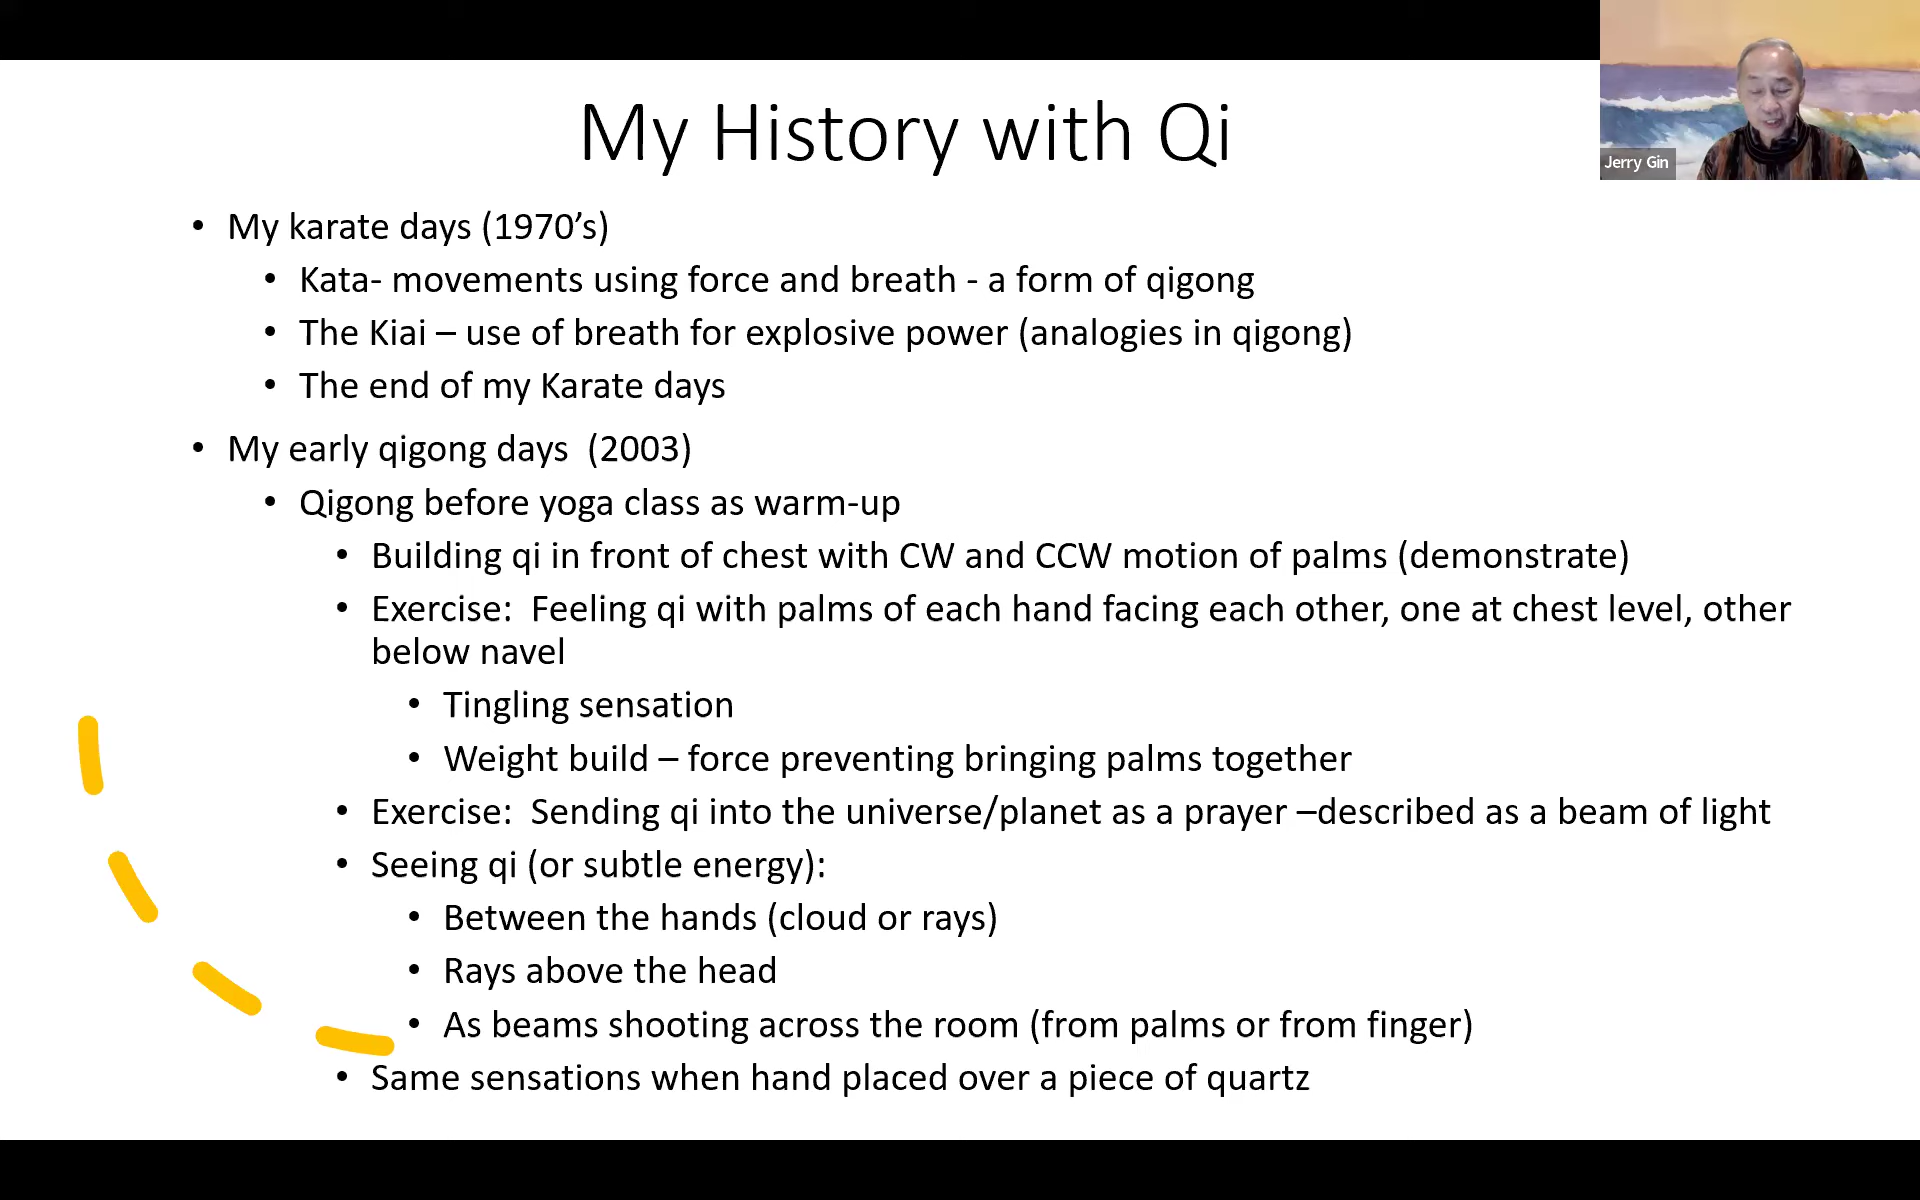 My History with Qi
Jerry Gin
• My karate days (1970’s)
• Kata- movements using force and breath - a form of qigong
• The Kiai – use of breath for explosive power (analogies in qigong)
• The end of my Karate days
• My early qigong days  (2003)
• Qigong before yoga class as warm-up
• Building qi in front of chest with CW and CCW motion of palms (demonstrate)
• Exercise:  Feeling qi with palms of each hand facing each other, one at chest level, other
below navel
• Tingling sensation
• Weight build – force preventing bringing palms together
• Exercise:  Sending qi into the universe/planet as a prayer –described as a beam of light
• Seeing qi (or subtle energy):
• Between the hands (cloud or rays)
• Rays above the head
• As beams shooting across the room (from palms or from finger)
• Same sensations when hand placed over a piece of quartz